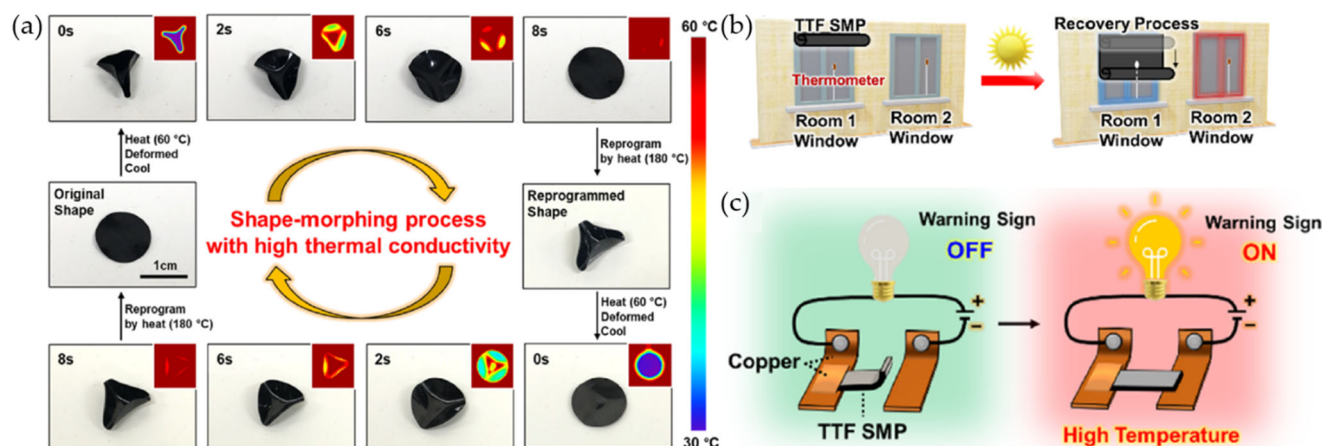 (a)
0s
2s
6s
8s
60 °C
Heat (60 °C)
Deformed
Cool
Reprogram
by heat (180 °C)
Original
Shape
1cm
Shape-morphing process
with high thermal conductivity
Reprogrammed
Shape
Reprogram
by heat (180 °C)
Heat (60 °C)
Deformed
Cool
8s
6s
2s
0s
30 °C
(b)
TTF SMP
Thermometer
Room 1
Window
Room 2
Window
Recovery Process
Room 1
Window
Room 2
Window
(c)
Warning Sign
OFF
+
−
Copper
TTF SMP
Warning Sign
ON
+
−
High Temperature